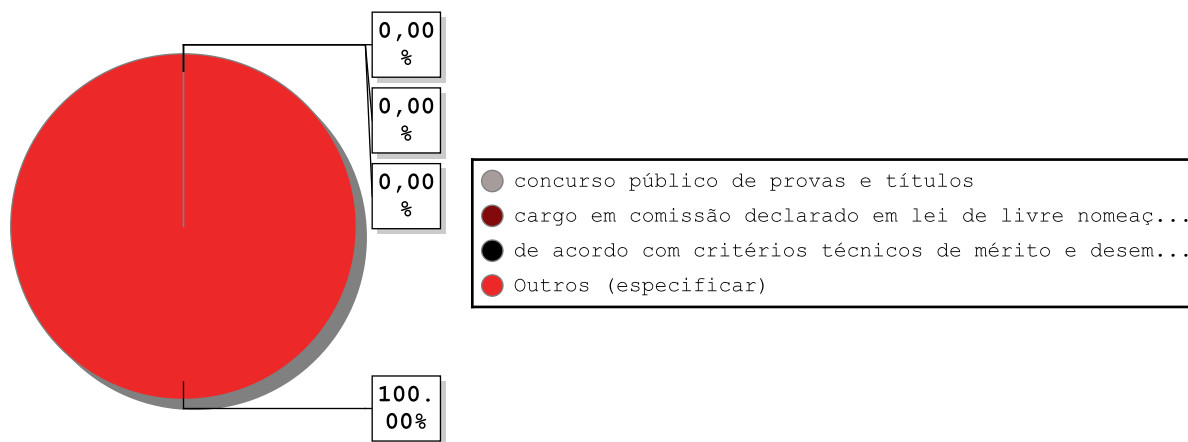 0,00
%
0,00
%
0,00
%
concurso público de provas e títulos
cargo em comissão declarado em lei de livre nomeaç...
de acordo com critérios técnicos de mérito e desem...
Outros (especificar)
100.
00%